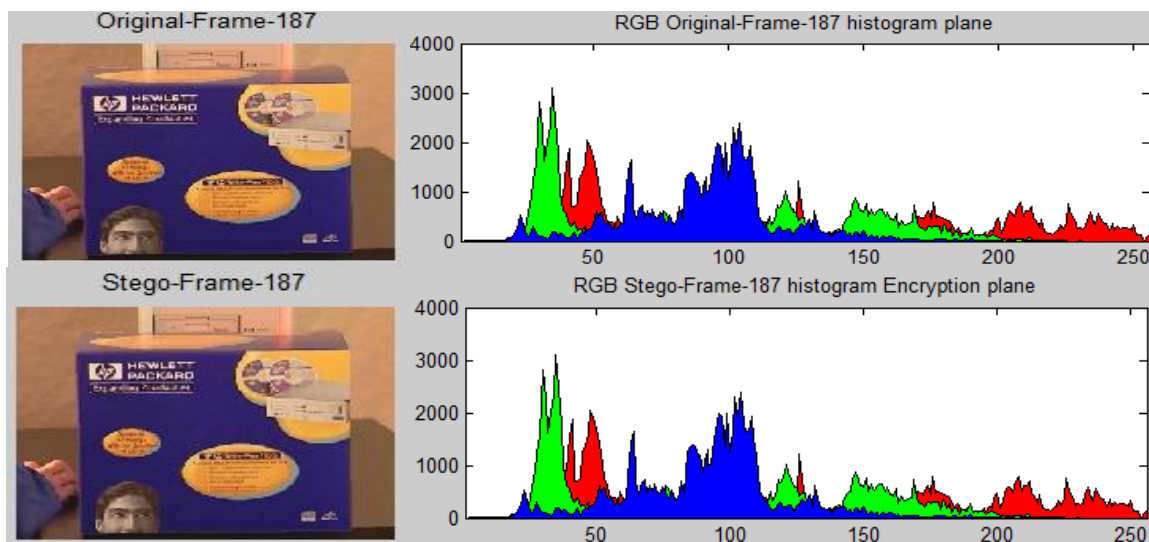 Original-Frame-187
RGB Original-Frame-187 histogram plane
4000
3000
2000
1000
0
50
100
150
200
250
hp HEWLETT
PACKARD
Stego-Frame-187
RGB Stego-Frame-187 histogram Encryption plane
4000
3000
2000
1000
0
50
100
150
200
250
hp HEWLETT
PACKARD